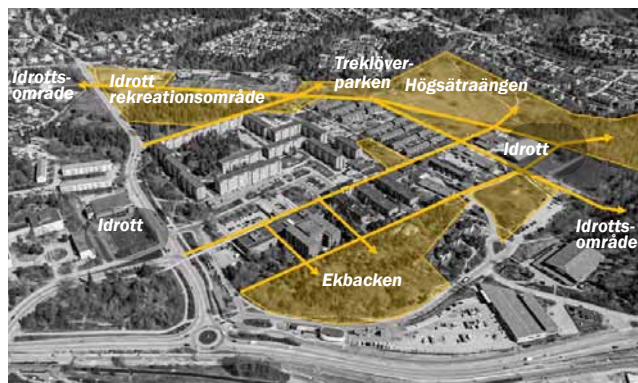 Treklöver-
parken
Idrotts-
område
Idrott
rekreationsområde
Högsätraängen
Idrott
Idrott
Idrotts-
område
Ekbacken